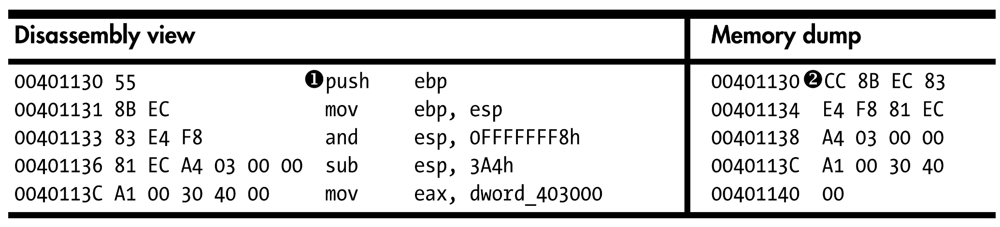 Disassembly view Memory dump
00401130 55 ❶push ebp 00401130 ❷CC 8B EC 83
00401131 8B EC mov ebp, esp 00401134 E4 F8 81 EC
00401133 83 E4 F8 and esp, 0FFFFFFF8h 00401138 A4 03 00 00
00401136 81 EC A4 03 00 00 sub esp, 3A4h 0040113C A1 00 30 40
0040113C A1 00 30 40 00 mov eax, dword_403000 00401140 00